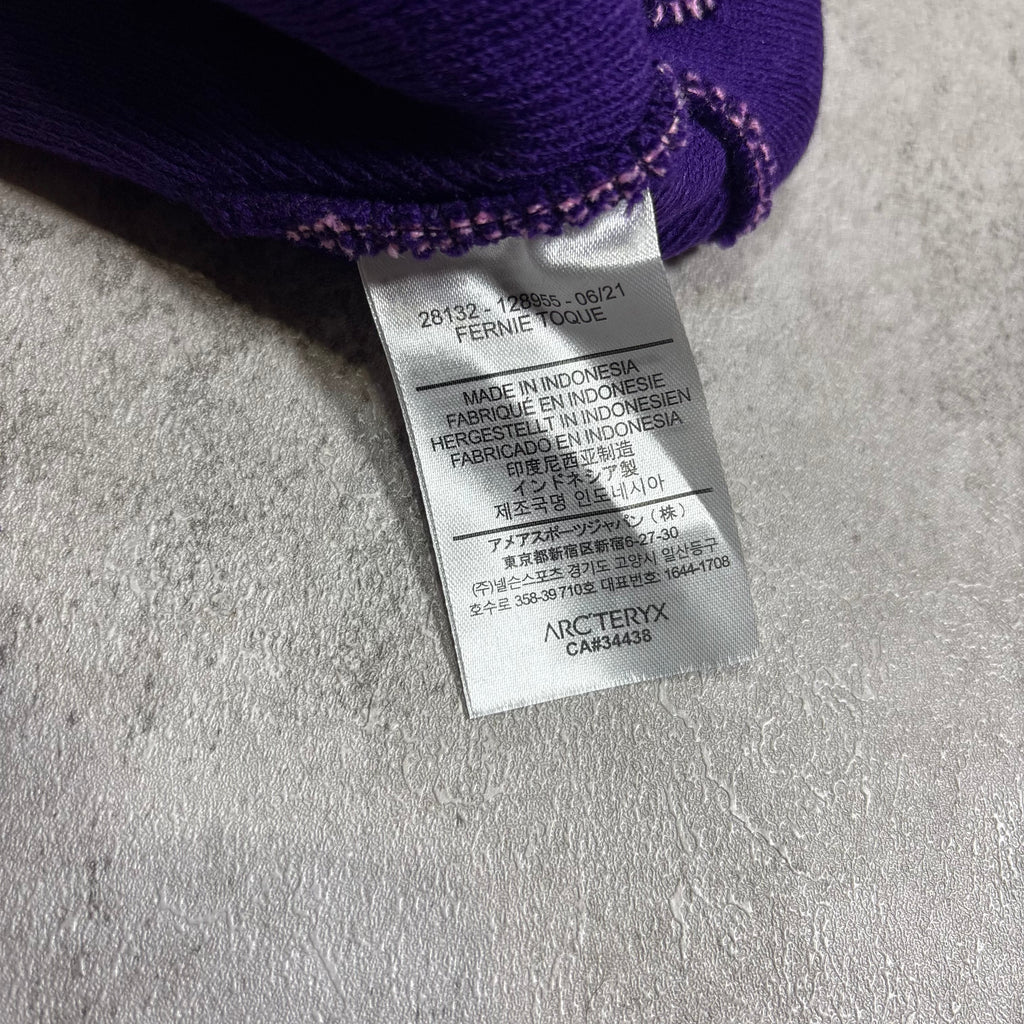 28132 - 128955 - 06/21
FERNIE TOQUE
MADE IN INDONESIA
FABRIQUÉ EN INDONESIE
HERGESTELLT IN INDONESIEN
FABRICADO EN INDONESIA
印度尼西亚制造
インドネシア製
제조국명 인도네시아
アメアスポーツジャパン（株）
東京都新宿区新宿6-27-30
(주)넬슨스포츠 경기도 고양시 일산동구
호수로 358-39 710호 대표번호 1644-1708
ARC'TERYX
CA#34438